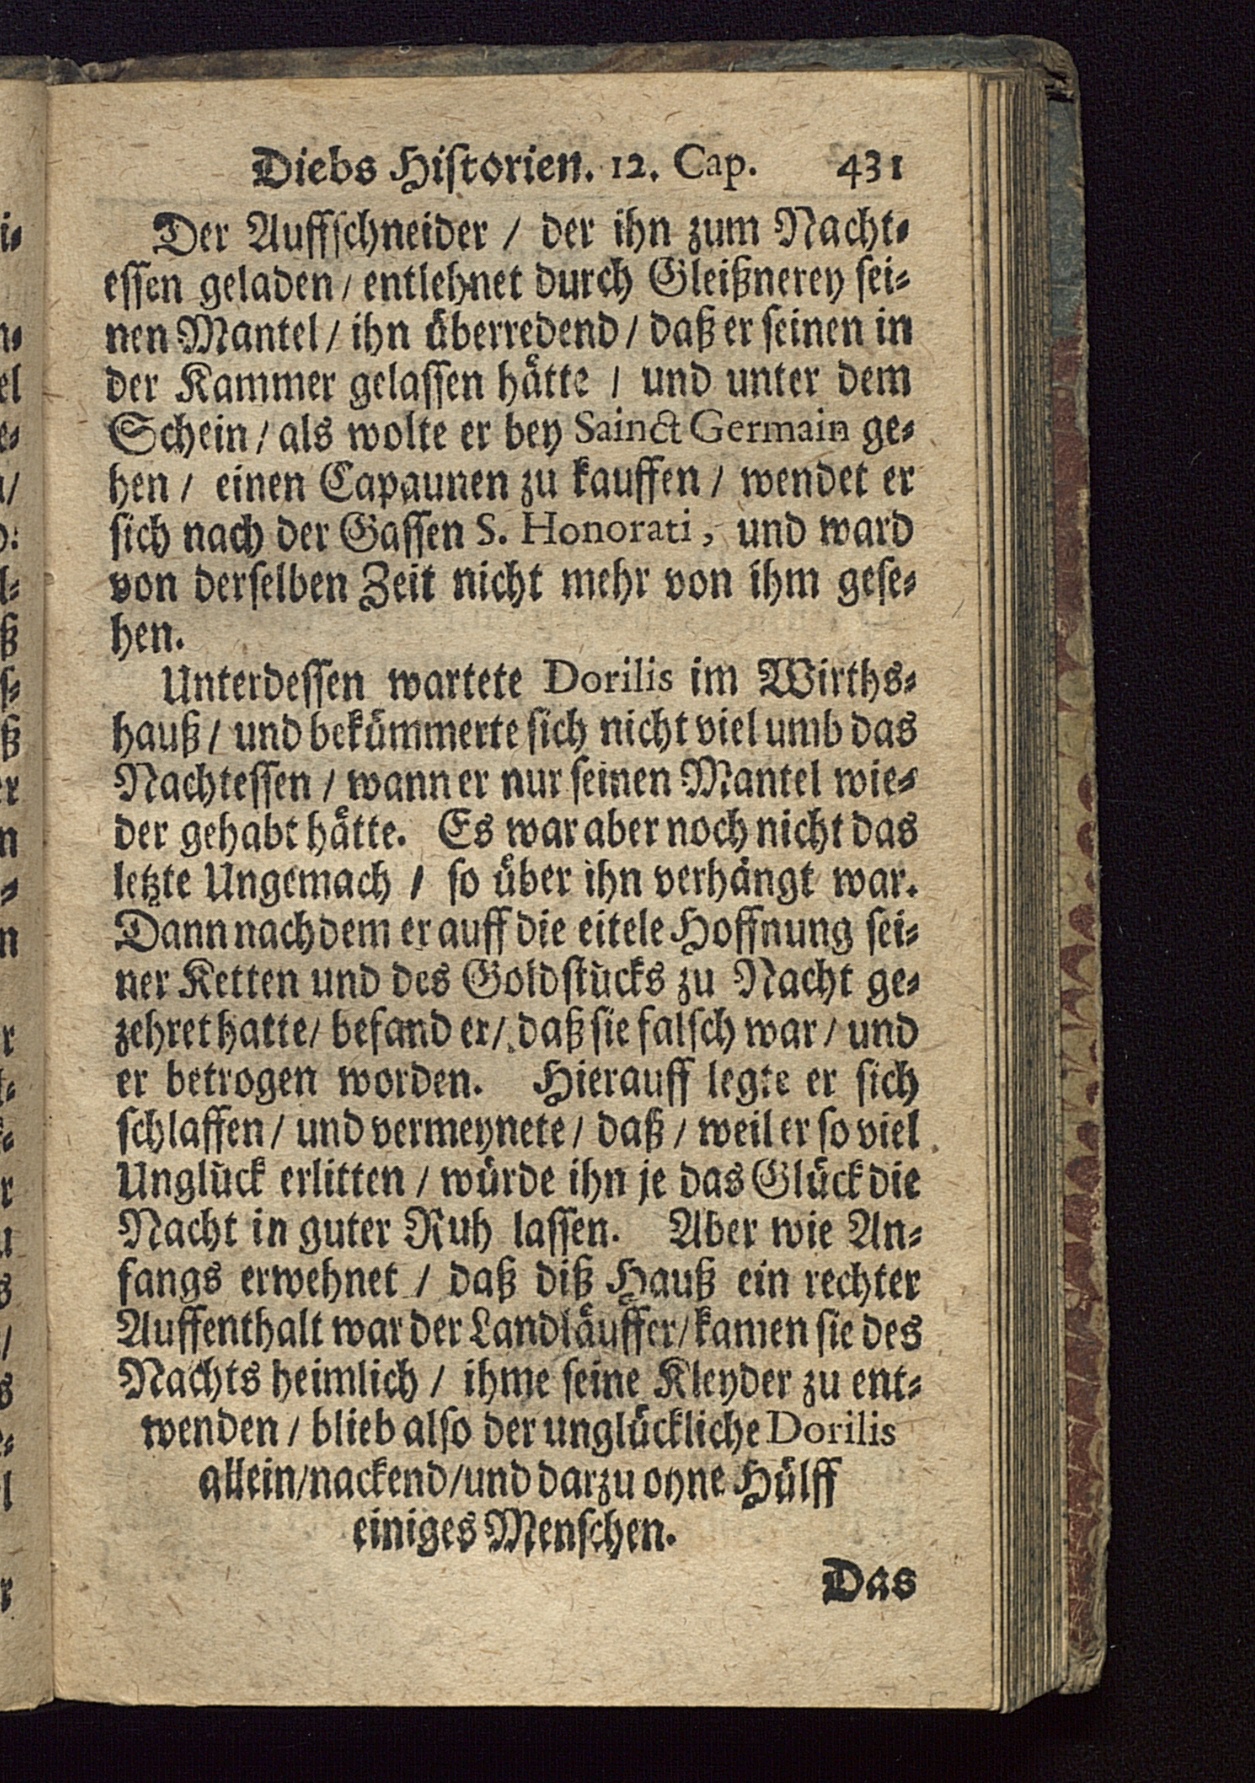 Diebs Historien. 12. Cap. 431
Der Auffschneider / der ihn zum Nacht-
essen geladen / entlehnet durch Gleißnerey sei-
nen Mantel / ihn überredend / daß er seinen in
der Kammer gelassen hätte / und unter dem
Schein / als wolte er bey Sainct Germain ge-
hen / einen Capaunen zu kauffen / wendet er
sich nach der Gassen S. Honorati, und ward
von derselben Zeit nicht mehr von ihm gese-
hen.
Unterdessen wartete Dorilis im Wirths-
hauß / und bekümmerte sich nicht viel umb das
Nachtessen / wann er nur seinen Mantel wie-
der gehabt hätte. Es war aber noch nicht das
letzte Ungemach / so über ihn verhängt war.
Dann nachdem er auff die eitele Hoffnung sei-
ner Ketten und des Goldstücks zu Nacht ge-
zehret hatte / befand er / daß sie falsch war / und
er betrogen worden. Hierauff legte er sich
schlaffen / und vermeynete / daß / weil er so viel
Unglück erlitten / würde ihn je das Glück die
Nacht in guter Ruh lassen. Aber wie An-
fangs erwehnet / daß diß Hauß ein rechter
Auffenthalt war der Landläuffer / kamen sie des
Nachts heimlich / ihme seine Kleyder zu ent-
wenden / blieb also der unglückliche Dorilis
allein / nackend / und darzu ohne Hülff
einiges Menschen.
Das